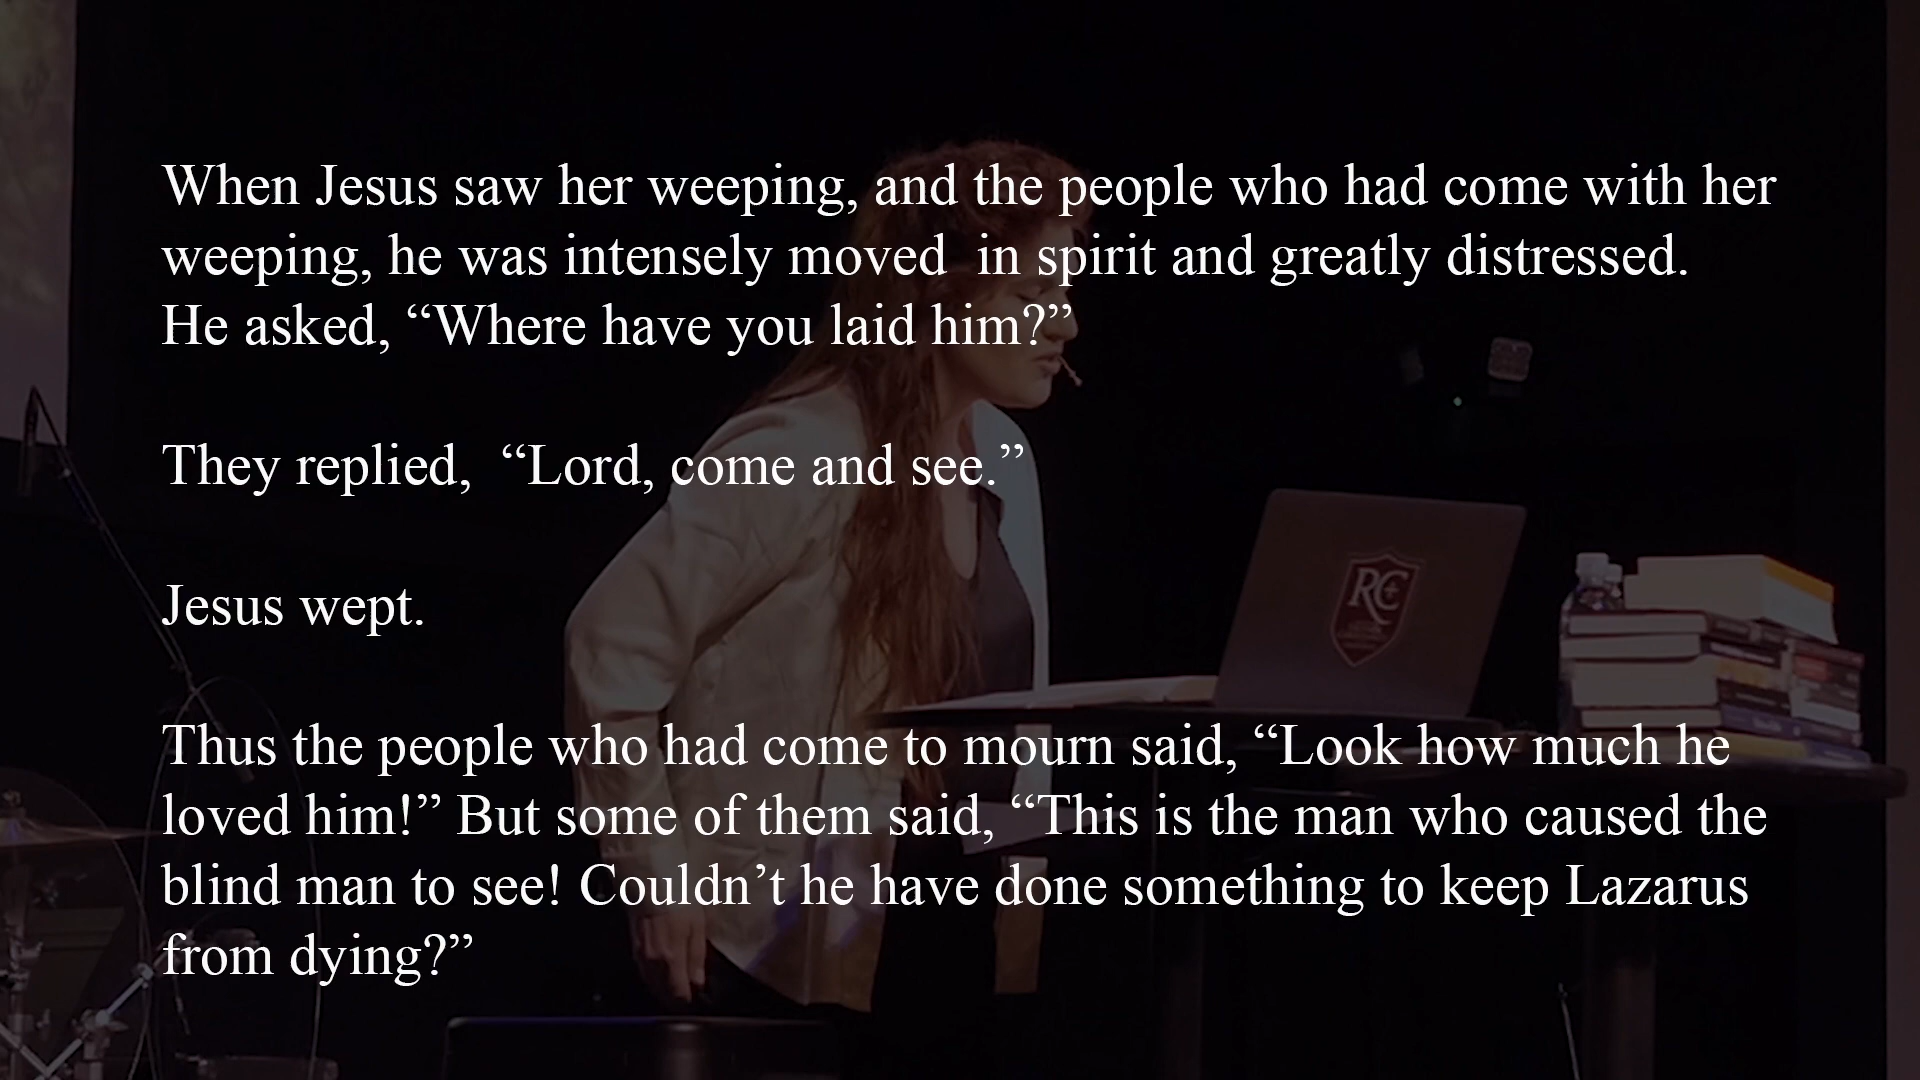 When Jesus saw her weeping, and the people who had come with her
weeping, he was intensely moved  in spirit and greatly distressed.
He asked, “Where have you laid him?”
They replied,  “Lord, come and see.”
Jesus wept.
Thus the people who had come to mourn said, “Look how much he
loved him!” But some of them said, “This is the man who caused the
blind man to see! Couldn’t he have done something to keep Lazarus
from dying?”
RC